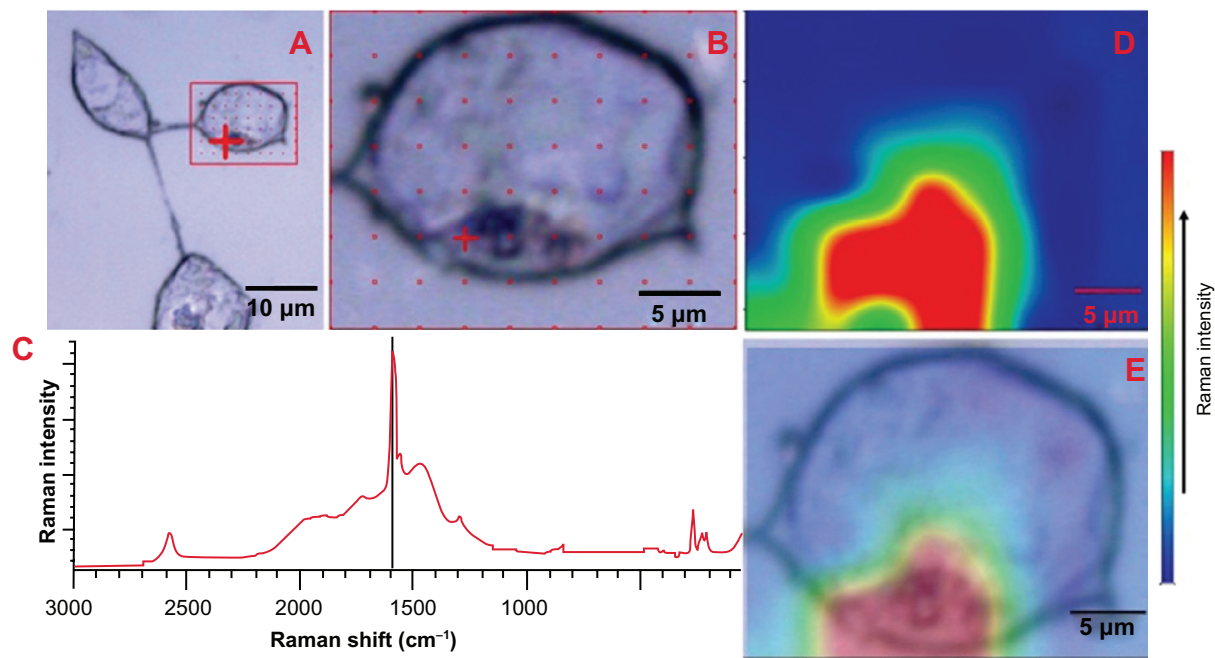 A
B
D
10 µm
5 µm
5 µm
Raman intensity
C
Raman intensity
3000
2500
2000
1500
1000
Raman shift (cm⁻¹)
E
5 µm